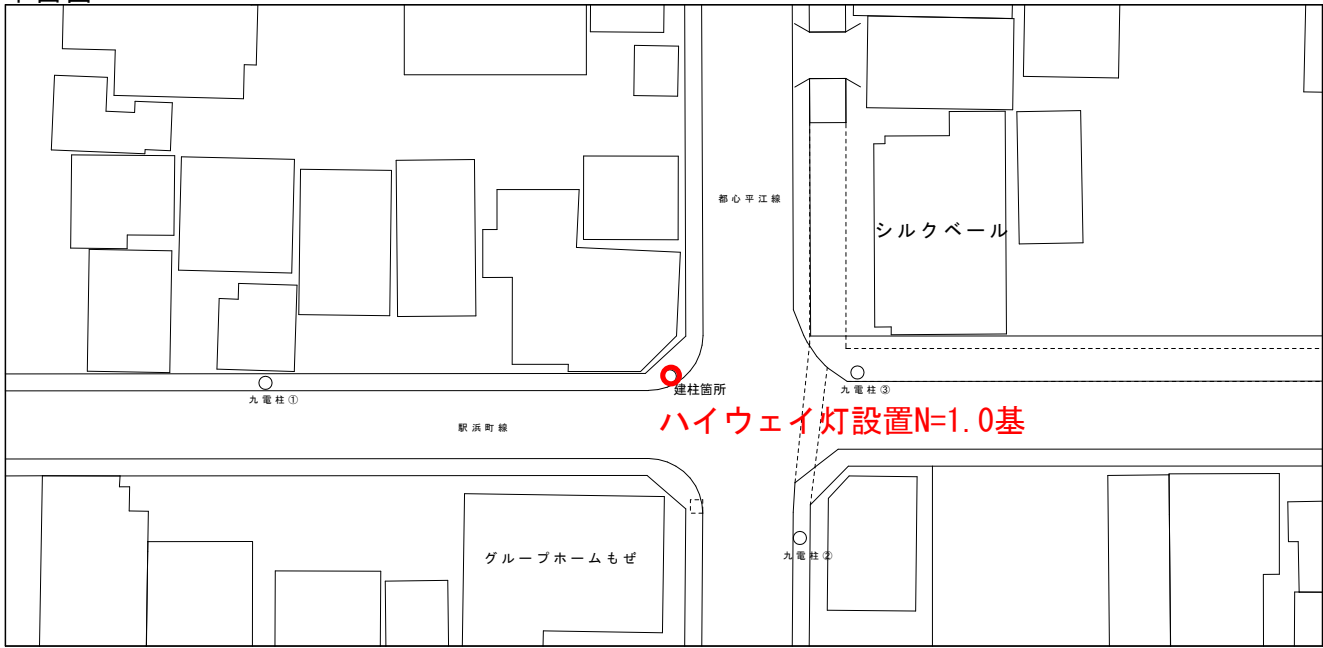 都心平江線
シルクベール
建柱箇所
九電柱③
九電柱①
ハイウェイ灯設置N=1.0基
駅浜町線
九電柱②
グループホームもぜ